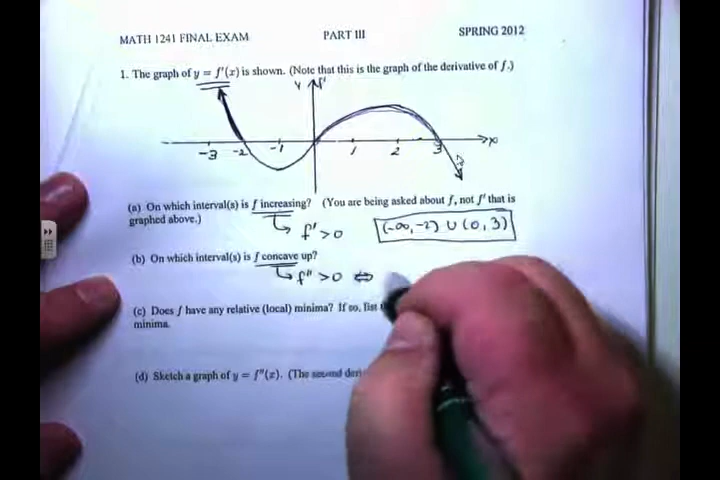 MATH 1241 FINAL EXAM PART III SPRING 2012
1. The graph of y = f'(x) is shown. (Note that this is the graph of the derivative of f.)
y f'
-3 -2 -1 1 2 3 x
(a) On which interval(s) is f increasing? (You are being asked about f, not f' that is
graphed above.)
f' > 0 (-∞, -2) ∪ (0, 3)
(b) On which interval(s) is f concave up?
f" > 0 ⇔
(c) Does f have any relative (local) minima? If so, list
minima.
(d) Sketch a graph of y = f"(x). (The second